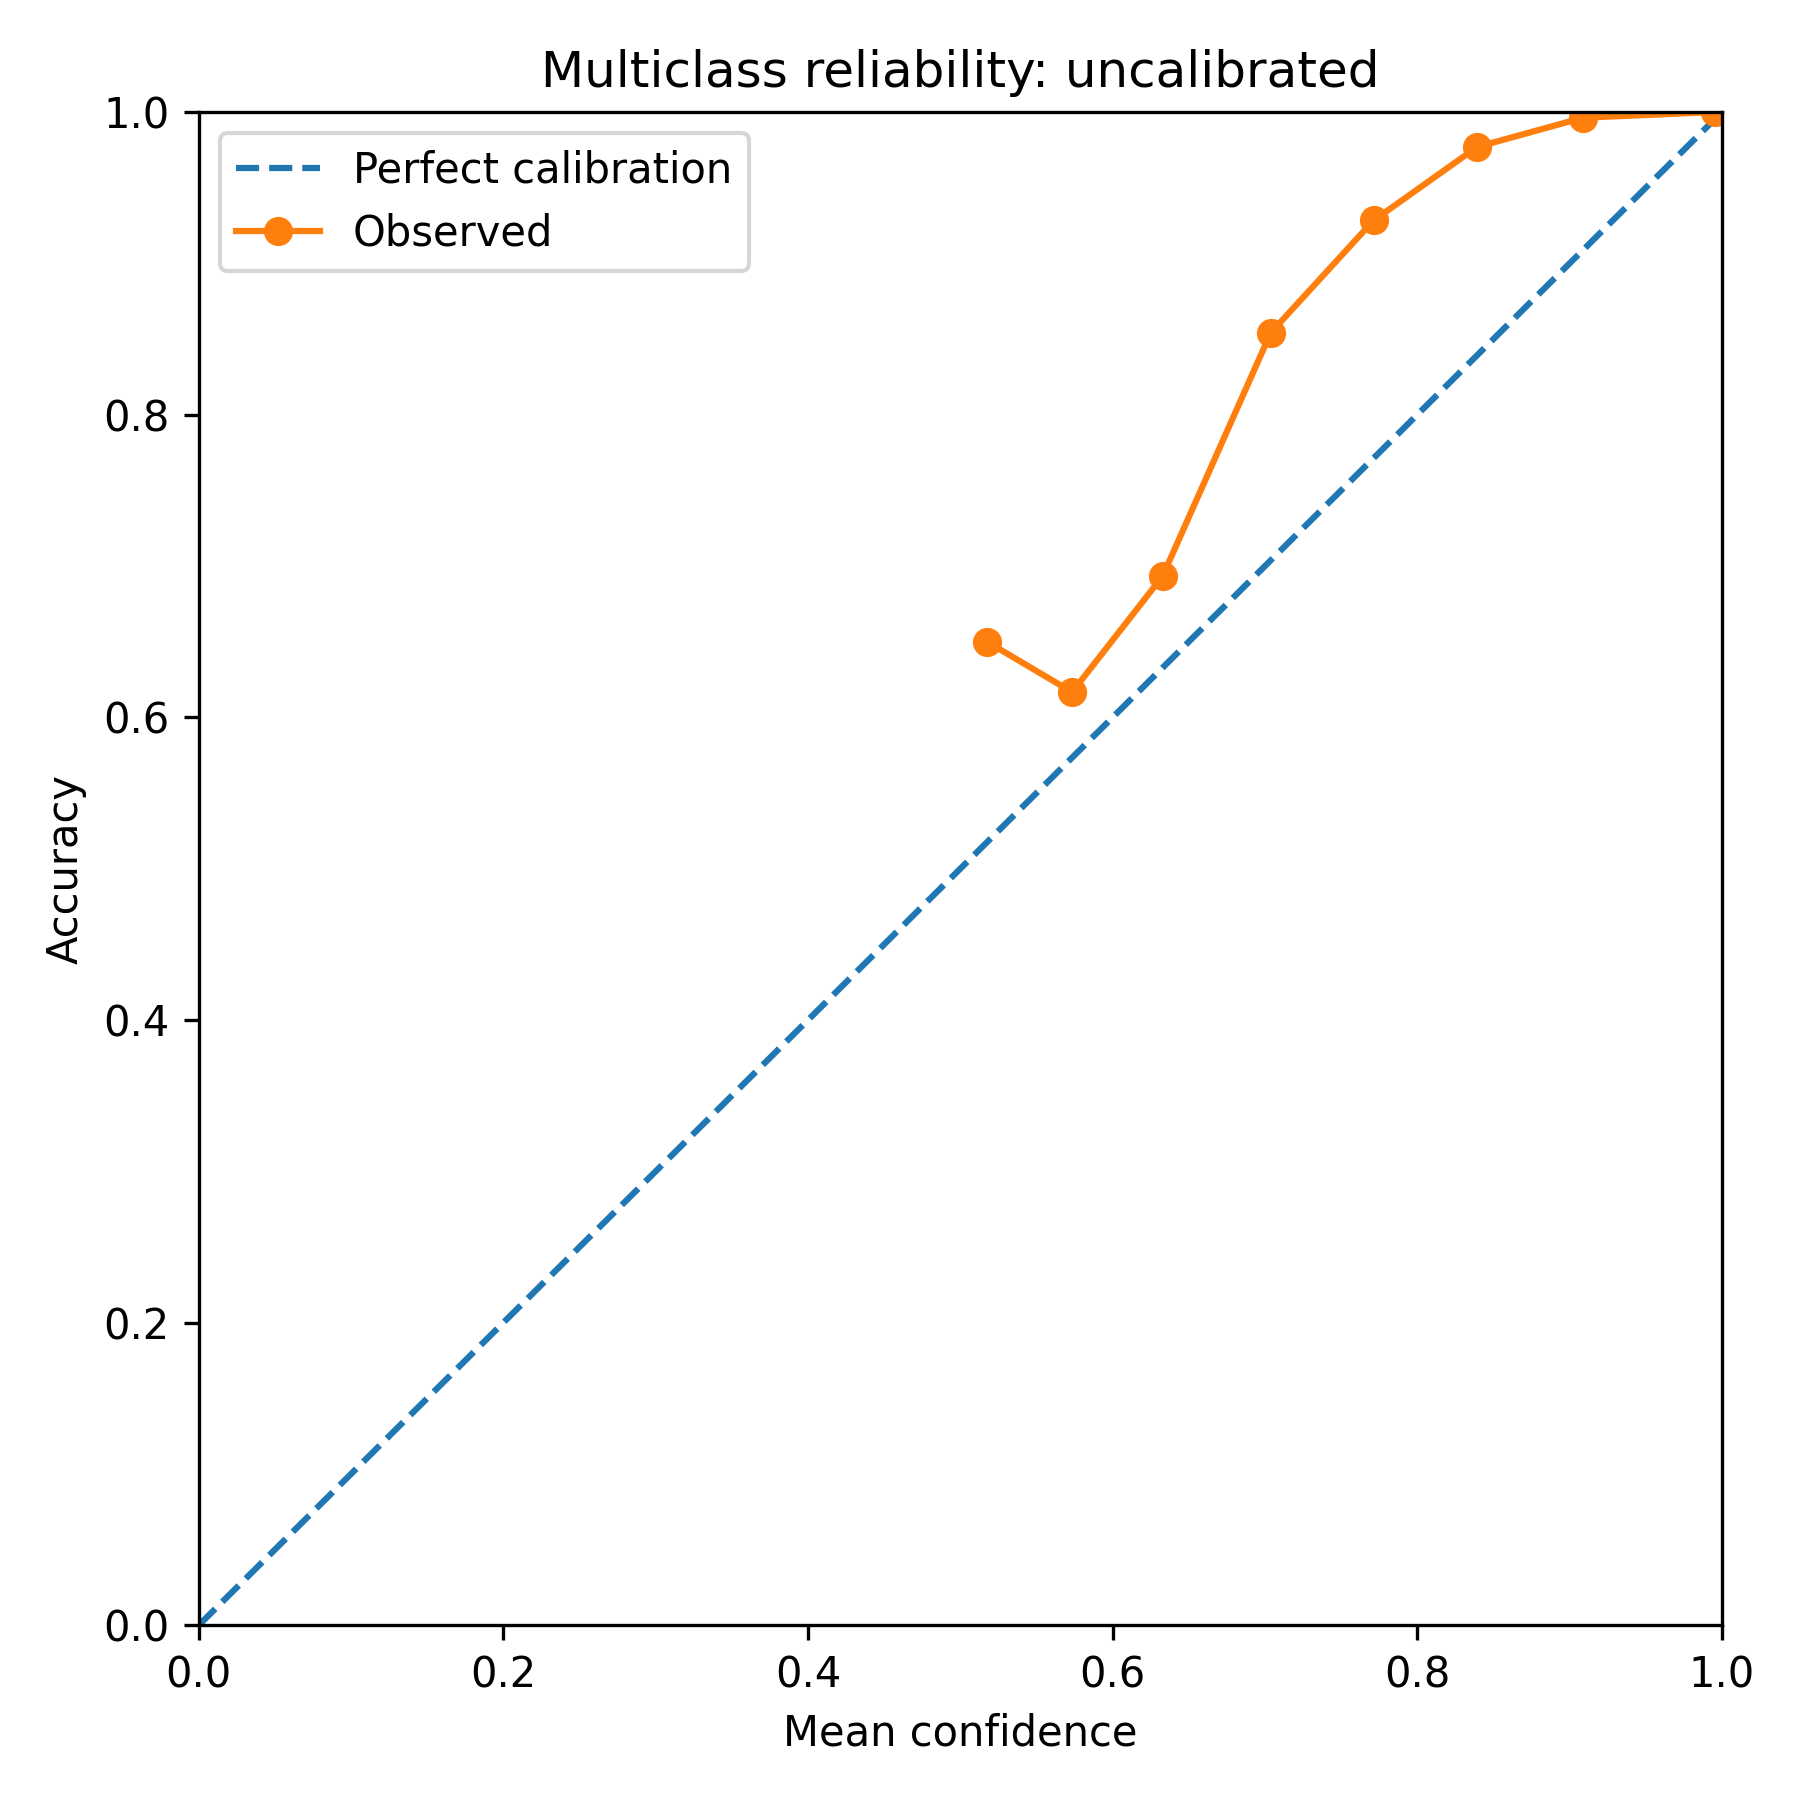 Multiclass reliability: uncalibrated
1.0
Perfect calibration
Observed
0.8
0.6
Accuracy
0.4
0.2
0.0
0.0 0.2 0.4 0.6 0.8 1.0
Mean confidence